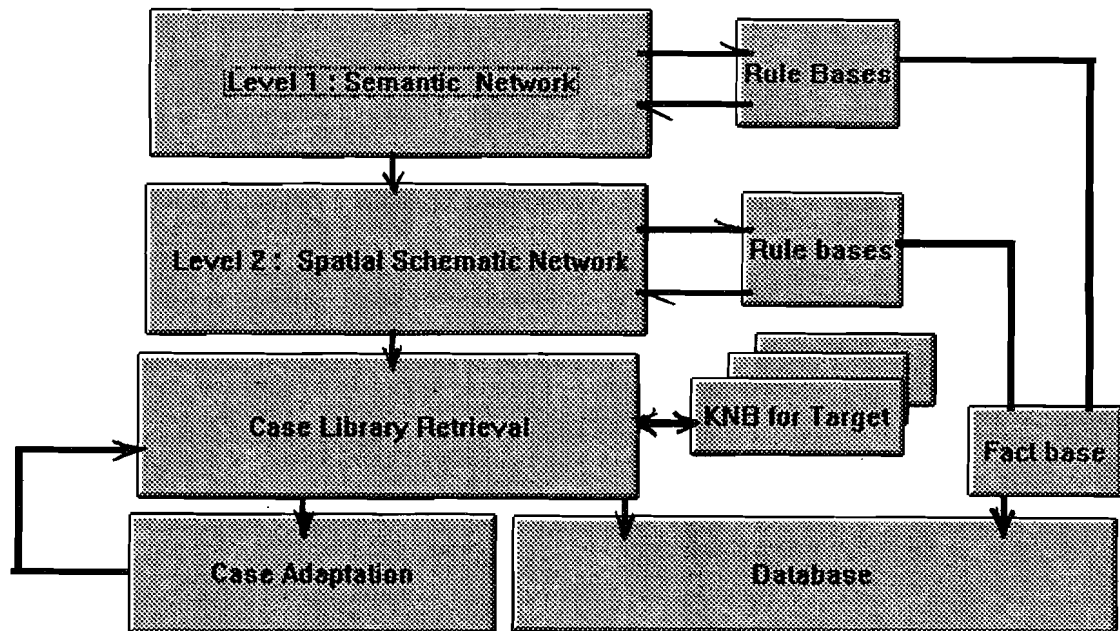 Level 1 : Semantic Network
Rule Bases
Level 2 : Spatial Schematic Network
Rule bases
Case Library Retrieval
KNB for Target
Fact base
Case Adaptation
Database